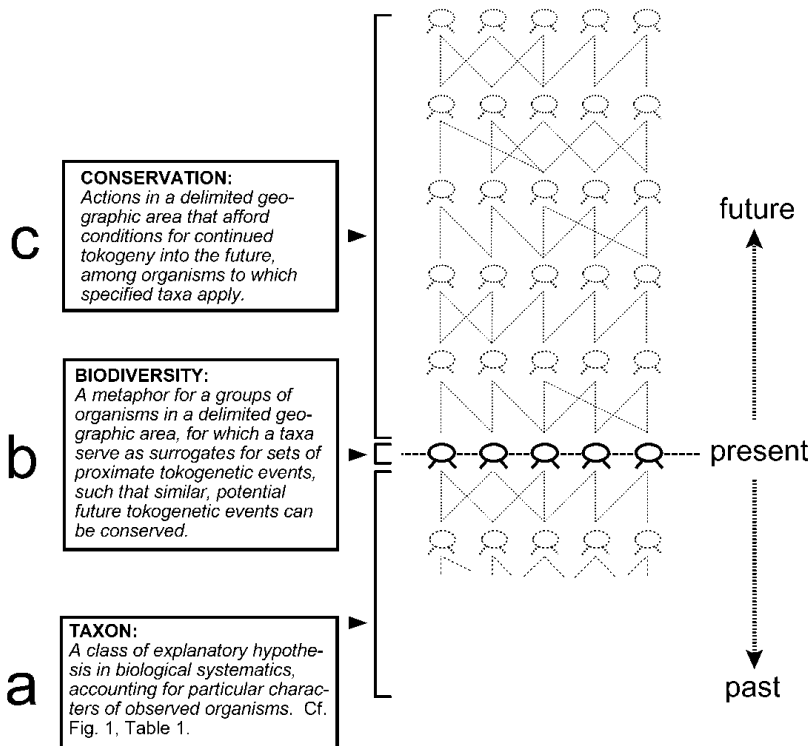 c
CONSERVATION:
Actions in a delimited geo-
graphic area that afford
conditions for continued
tokogeny into the future,
among organisms to which
specified taxa apply.
b
BIODIVERSITY:
A metaphor for a groups of
organisms in a delimited geo-
graphic area, for which a taxa
serve as surrogates for sets of
proximate tokogenetic events,
such that similar, potential
future tokogenetic events can
be conserved.
a
TAXON:
A class of explanatory hypothe-
sis in biological systematics,
accounting for particular charac-
ters of observed organisms. Cf.
Fig. 1, Table 1.
future
present
past